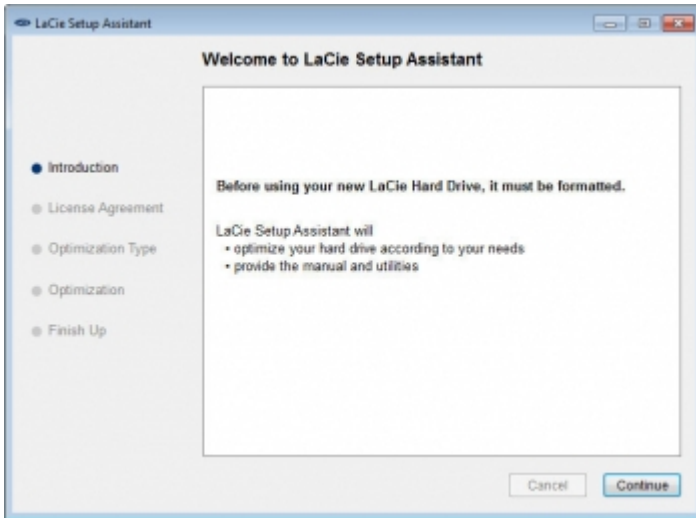 LaCie Setup Assistant
Welcome to LaCie Setup Assistant
Introduction
License Agreement
Optimization Type
Optimization
Finish Up
Before using your new LaCie Hard Drive, it must be formatted.
LaCie Setup Assistant will
• optimize your hard drive according to your needs
• provide the manual and utilities
Cancel
Continue